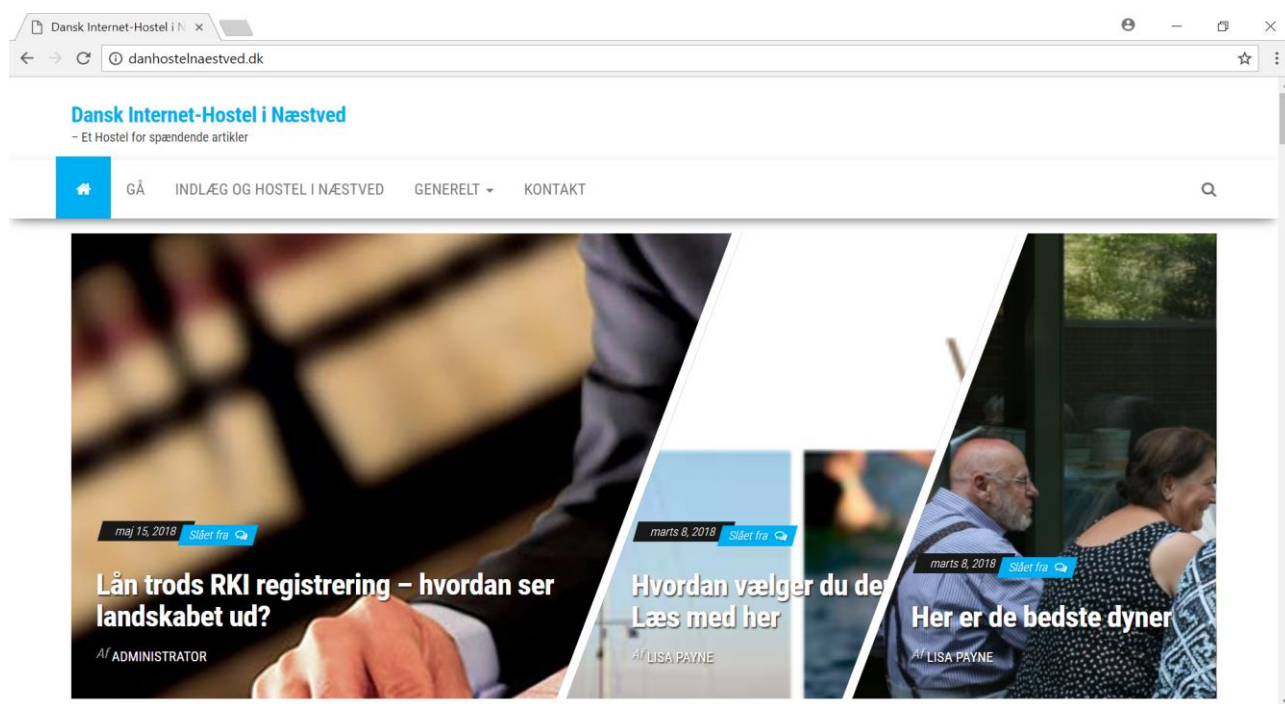 Dansk Internet-Hostel i N
danhostelnaestved.dk
Dansk Internet-Hostel i Næstved
– Et Hostel for spændende artikler
GÅ INDLÆG OG HOSTEL I NÆSTVED GENERELT KONTAKT
maj 15, 2018 Slået fra
Lån trods RKI registrering – hvordan ser
landskabet ud?
Af ADMINISTRATOR
marts 8, 2018 Slået fra
Hvordan vælger du
Læs med her
Af LISA PAYNE
marts 8, 2018 Slået fra
Her er de bedste dyner
Af LISA PAYNE